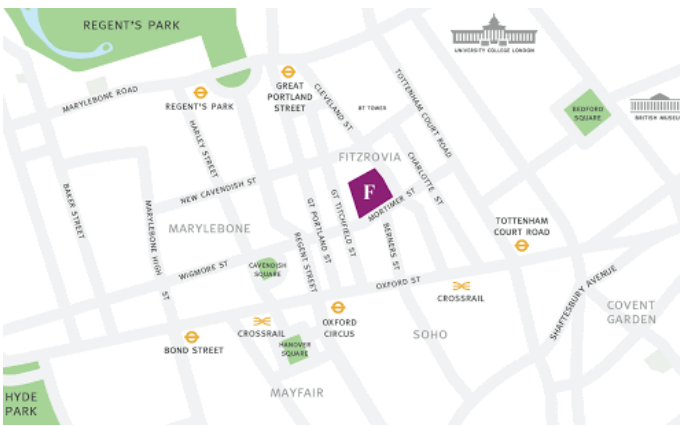 REGENT'S PARK
UNIVERSITY COLLEGE LONDON
MARYLEBONE ROAD
REGENT'S PARK
GREAT
PORTLAND
STREET
CLEVELAND ST
BT TOWER
TOTTENHAM COURT ROAD
BEDFORD
SQUARE
BRITISH MUSEU
HARLEY STREET
FITZROVIA
CHARLOTTE ST
BAKER STREET
MARYLEBONE HIGH ST
NEW CAVENDISH ST
F
MORTIMER ST
GT PORTLAND ST
GT TITCHFIELD ST
REGENT STREET
BERNERS ST
MARYLEBONE
TOTTENHAM
COURT ROAD
WIGMORE ST
CAVENDISH
SQUARE
OXFORD ST
CROSSRAIL
SHAFTESBURY AVENUE
COVENT
GARDEN
BOND STREET
CROSSRAIL
OXFORD
CIRCUS
HANOVER
SQUARE
SOHO
MAYFAIR
HYDE
PARK